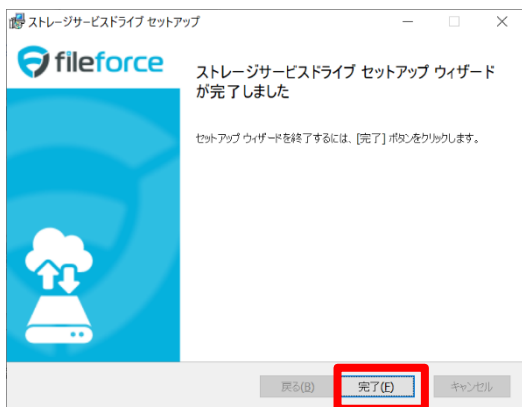 ストレージサービスドライブ セットアップ
fileforce
ストレージサービスドライブ セットアップ ウィザード
が完了しました
セットアップ ウィザードを終了するには、[完了] ボタンをクリックします。
戻る(B)
完了(F)
キャンセル